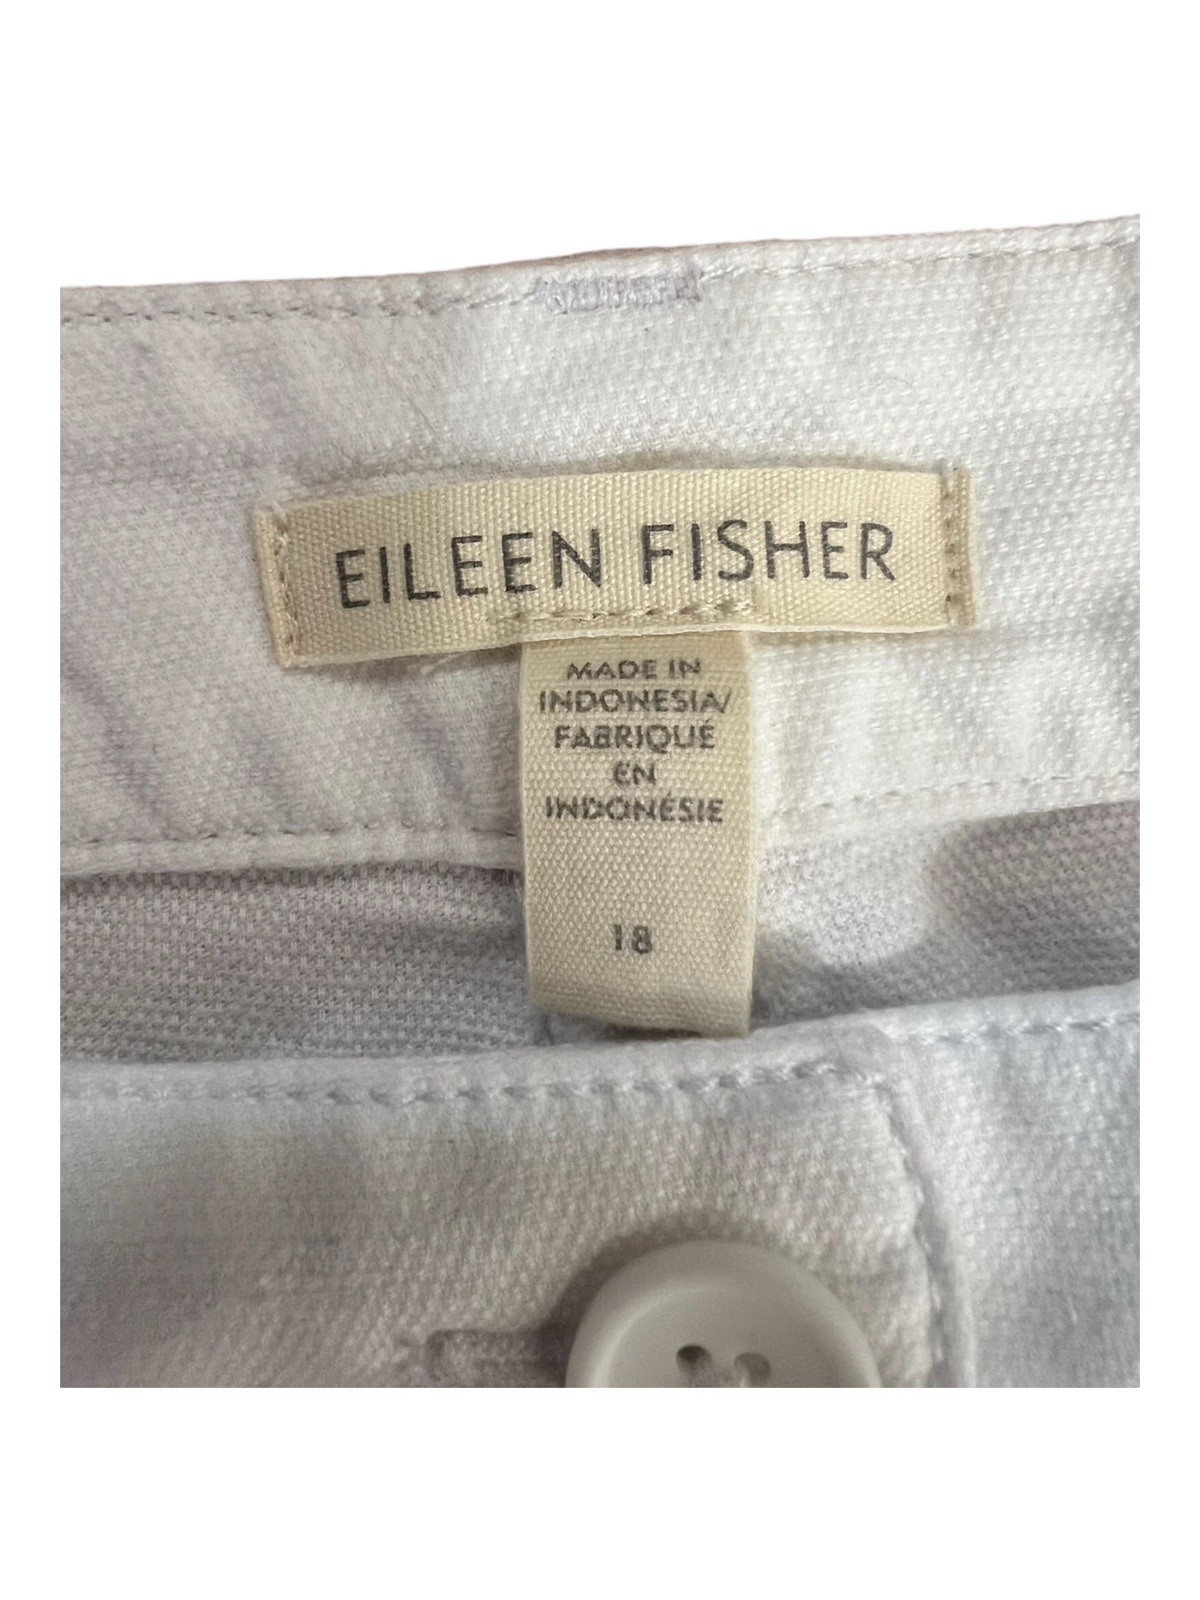 EILEEN FISHER
MADE IN
INDONESIA/
FABRIQUÉ
EN
INDONÉSIE
18